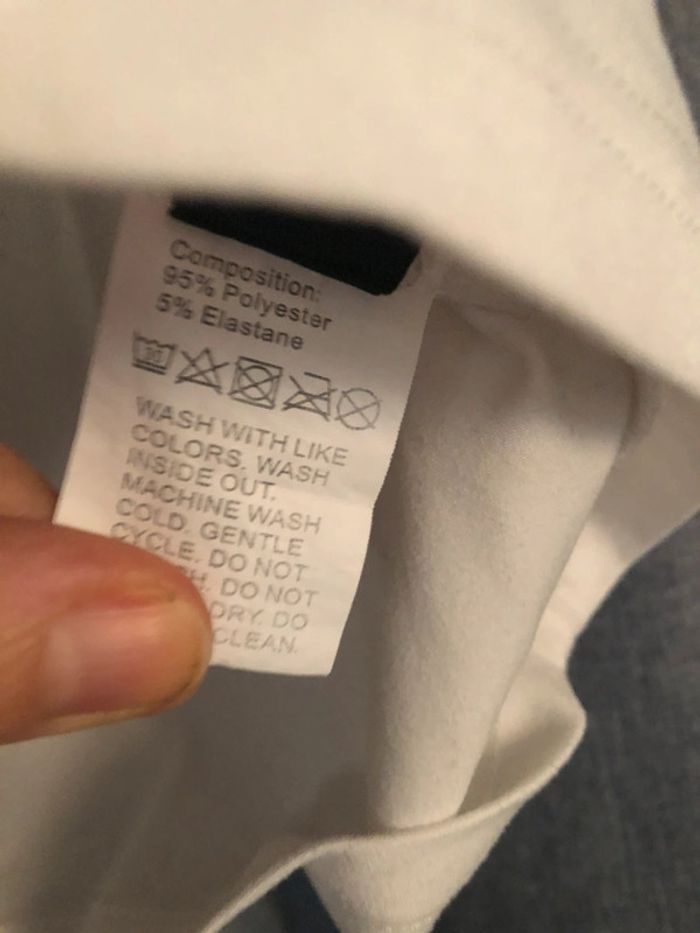 Composition:
95% Polyester
5% Elastane
30
WASH WITH LIKE
COLORS. WASH
INSIDE OUT.
MACHINE WASH
COLD. GENTLE
CYCLE. DO NOT
DO NOT
DRY. DO
CLEAN.